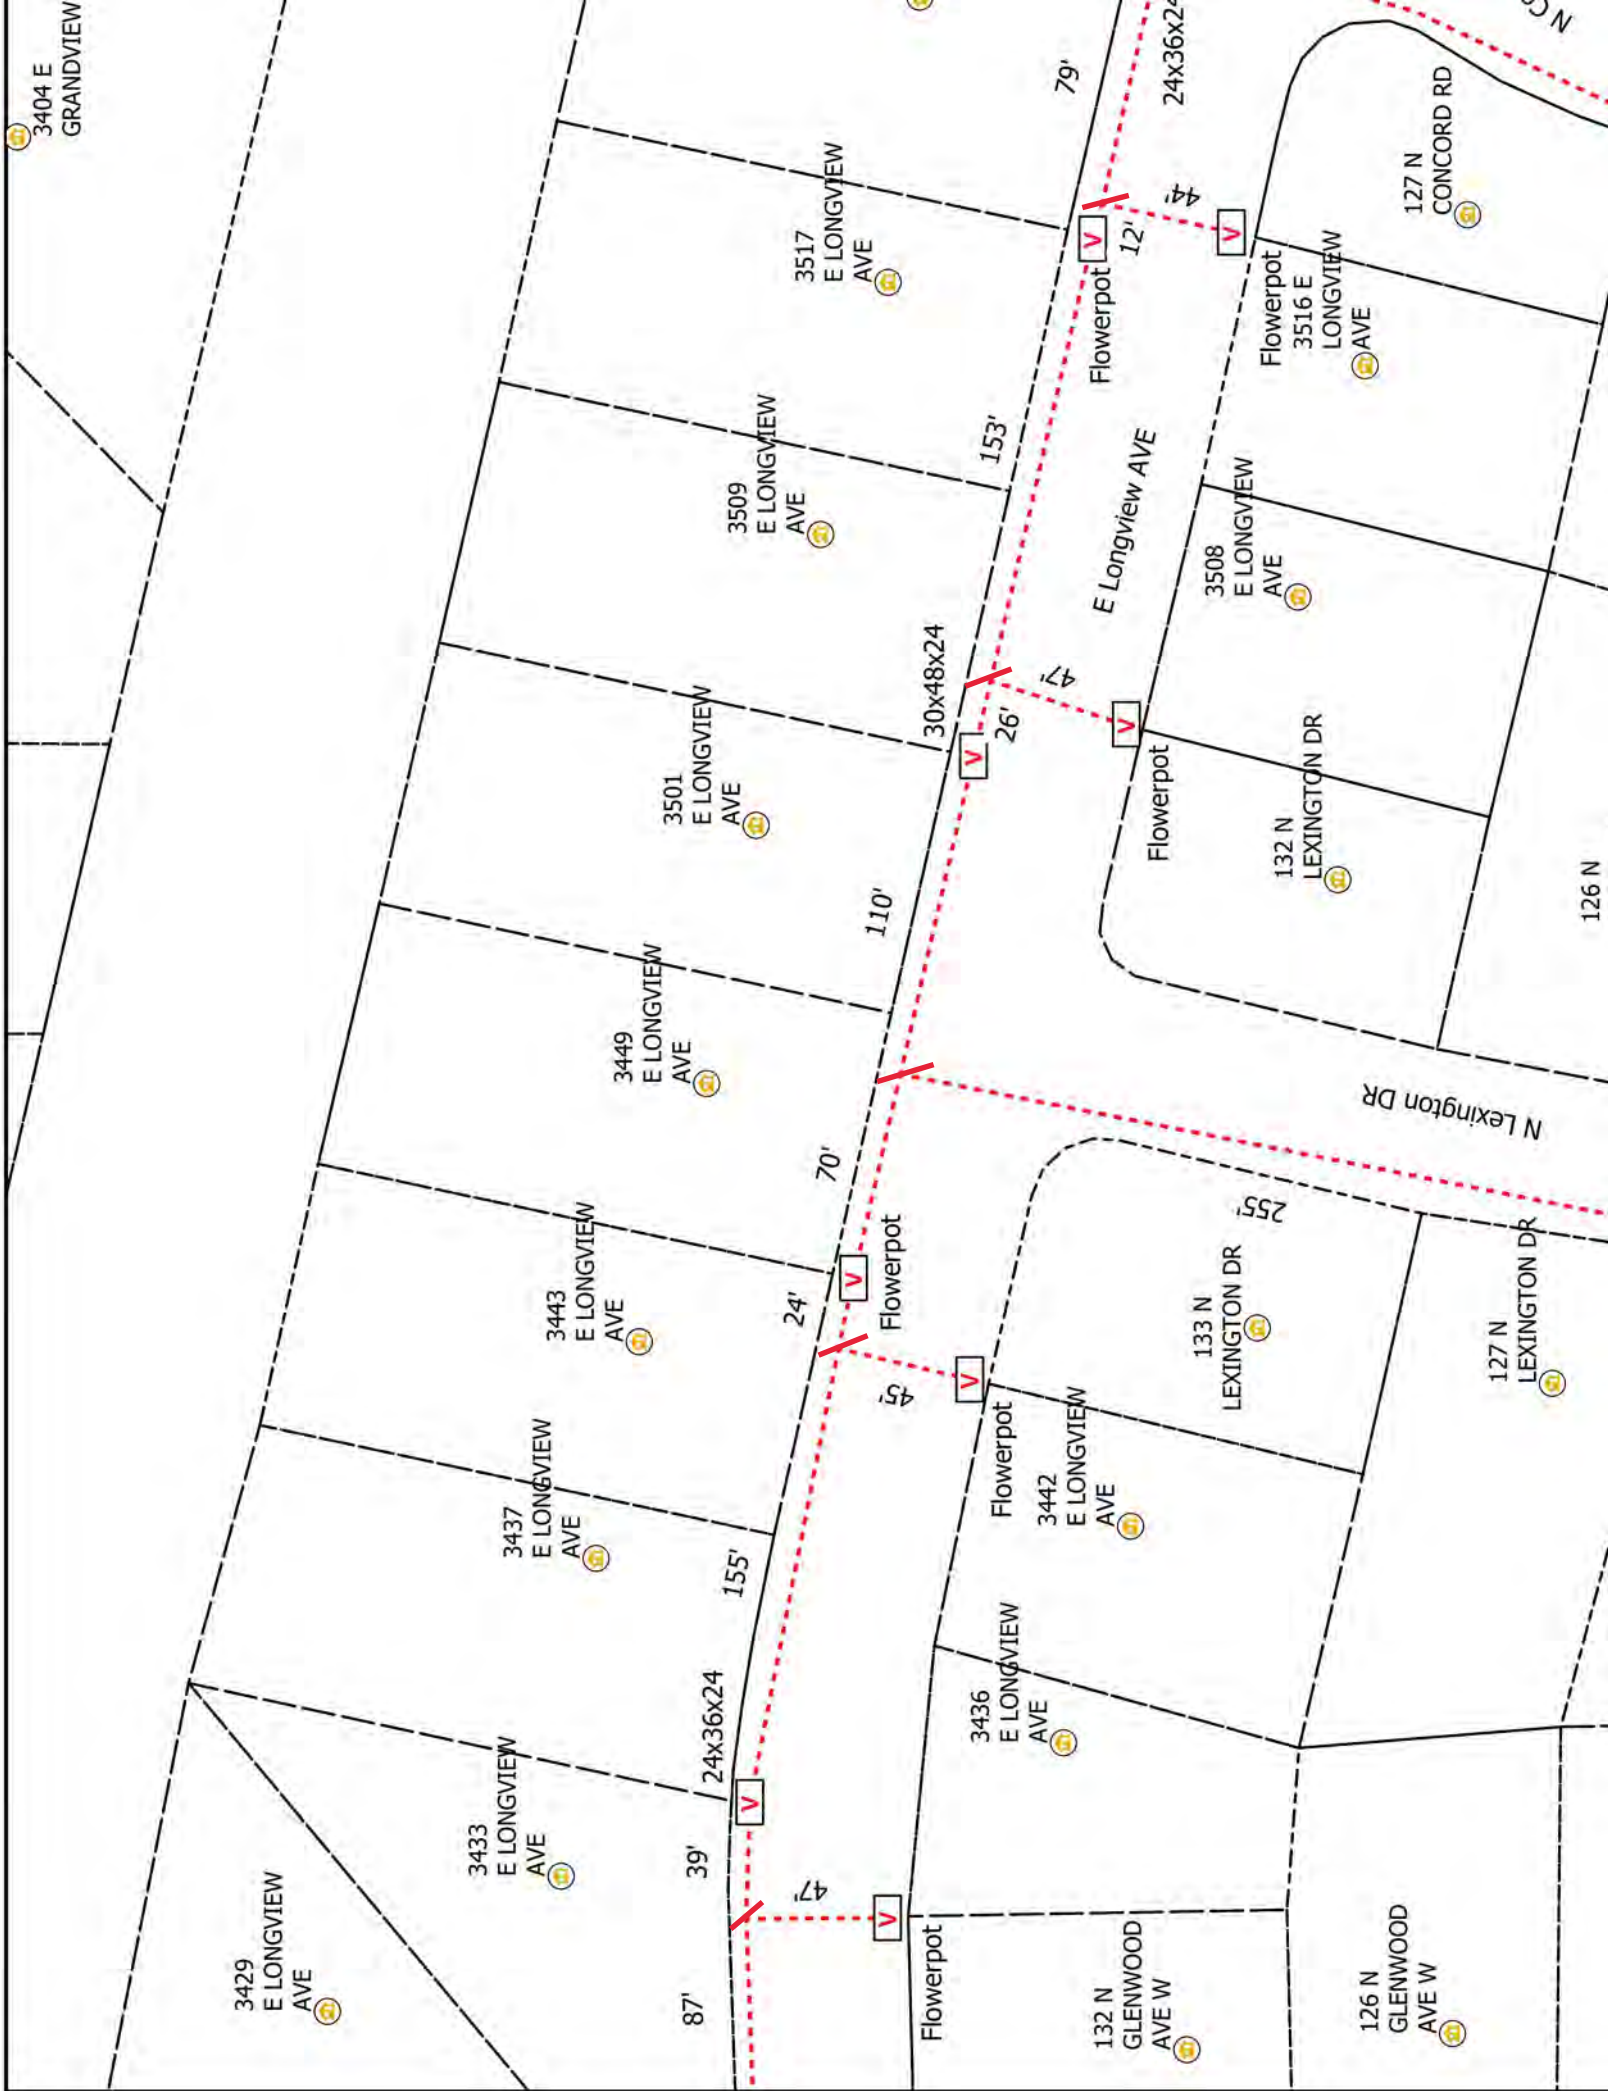 3404 E
GRANDVIEW
79'
24x36x24
N Co
3517
E LONGVIEW
AVE
V
12'
44'
V
Flowerpot
127 N
CONCORD RD
Flowerpot
3516 E
LONGVIEW
AVE
3509
E LONGVIEW
AVE
153'
E Longview AVE
3508
E LONGVIEW
AVE
3501
E LONGVIEW
AVE
30x48x24
V
26'
47'
V
Flowerpot
132 N
LEXINGTON DR
126 N
3449
E LONGVIEW
AVE
110'
N Lexington DR
3443
E LONGVIEW
AVE
70'
V
Flowerpot
24'
45'
V
Flowerpot
255'
133 N
LEXINGTON DR
127 N
LEXINGTON DR
3437
E LONGVIEW
AVE
155'
3442
E LONGVIEW
AVE
3433
E LONGVIEW
AVE
24x36x24
V
39'
3436
E LONGVIEW
AVE
3429
E LONGVIEW
AVE
87'
47'
V
Flowerpot
132 N
GLENWOOD
AVE W
126 N
GLENWOOD
AVE W